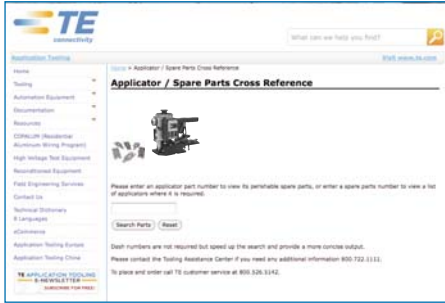 TE
connectivity
What can we help you find?
Application Tooling
Visit www.te.com
Home > Applicator / Spare Parts Cross Reference
Home
Tooling
Automation Equipment
Documentation
Resources
COPALUM (Residential
Aluminum Wiring Program)
High Voltage Test Equipment
Reconditioned Equipment
Field Engineering Services
Contact Us
Technical Dictionary
8 Languages
eCommerce
Application Tooling Europe
Application Tooling China
TE APPLICATION TOOLING
E-NEWSLETTER
SUBSCRIBE FOR FREE!
Applicator / Spare Parts Cross Reference
Please enter an applicator part number to view its perishable spare parts, or enter a spare parts number to view a list
of applicators where it is required.
Search Parts
Reset
Dash numbers are not required but speed up the search and provide a more concise output.
Please contact the Tooling Assistance Center if you need any additional information 800.722.1111.
To place and order call TE customer service at 800.526.5142.